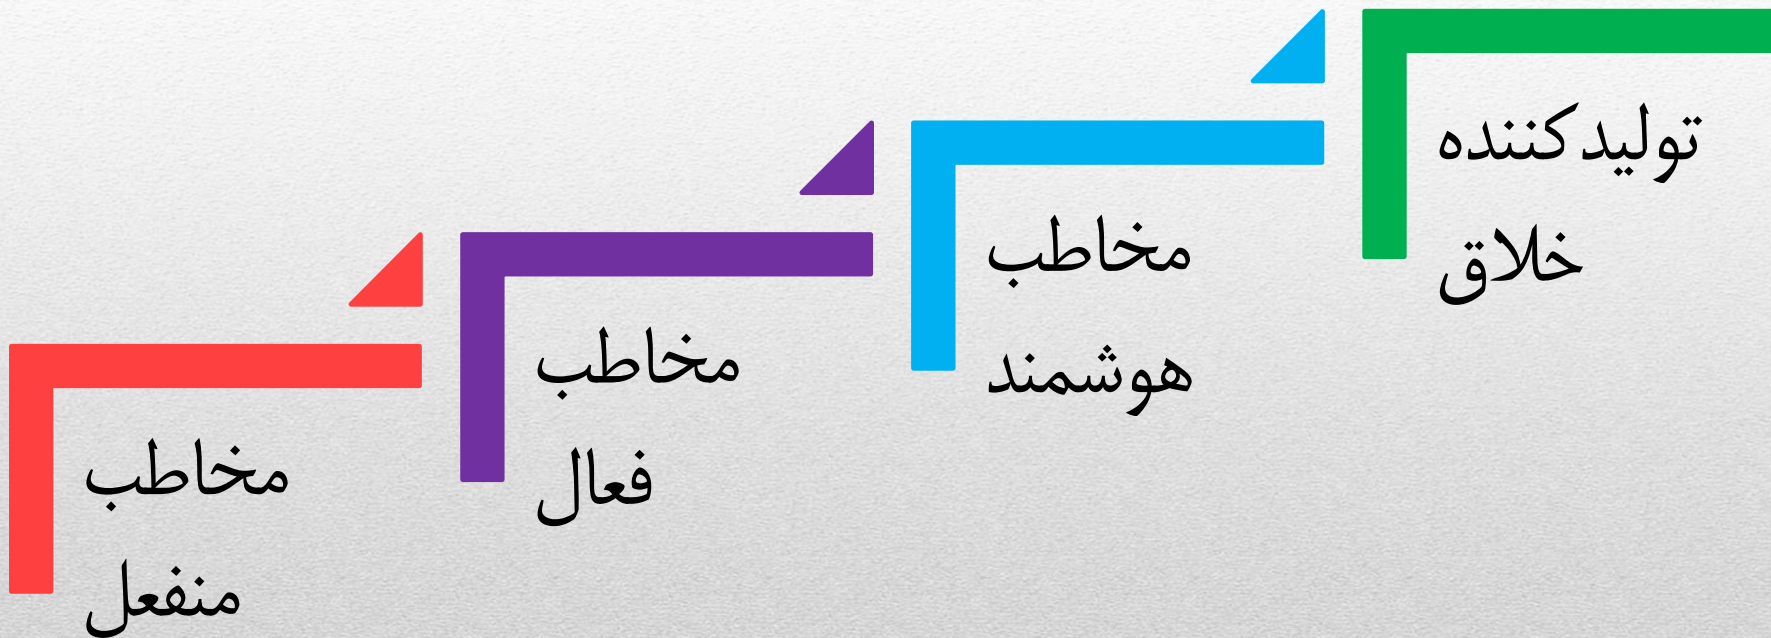 مخاطب
منفعل
مخاطب
فعال
مخاطب
هوشمند
تولیدکننده
خلاق